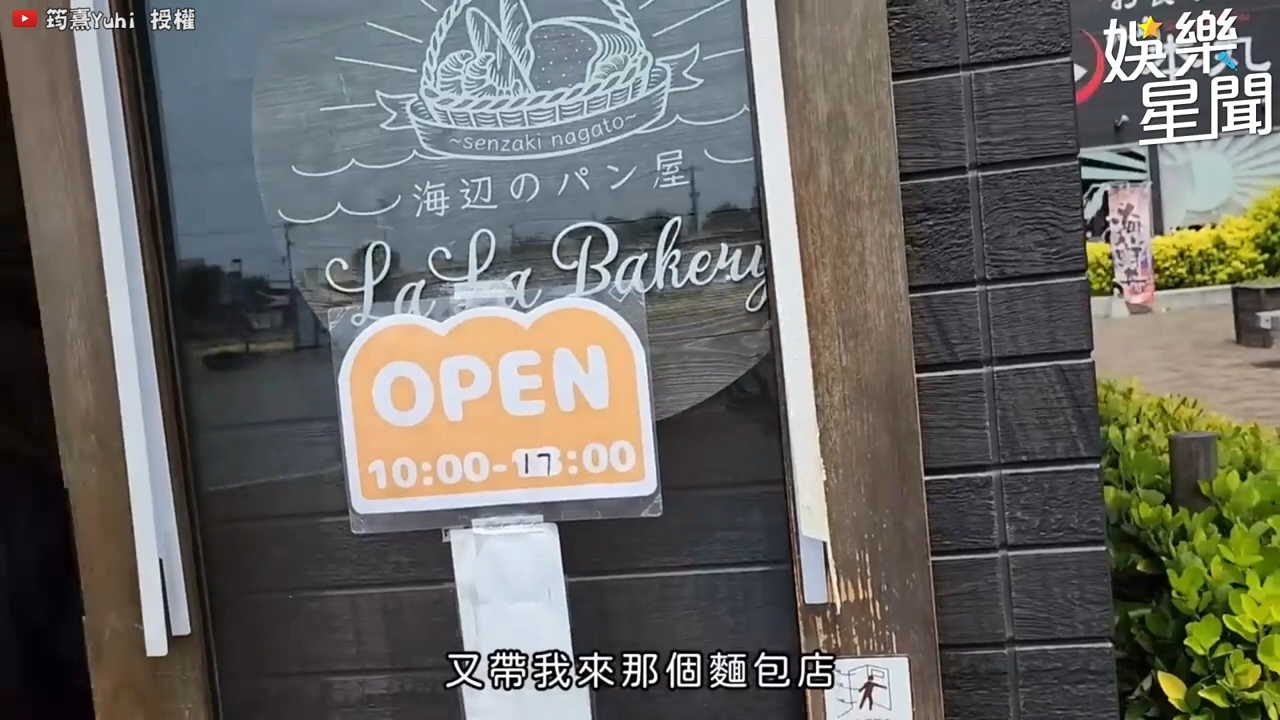 筠熹Yuhi 授權
娛樂
星聞
~senzaki nagato~
海辺のパン屋
La La Bakery
OPEN
10:00-17:00
又帶我來那個麵包店